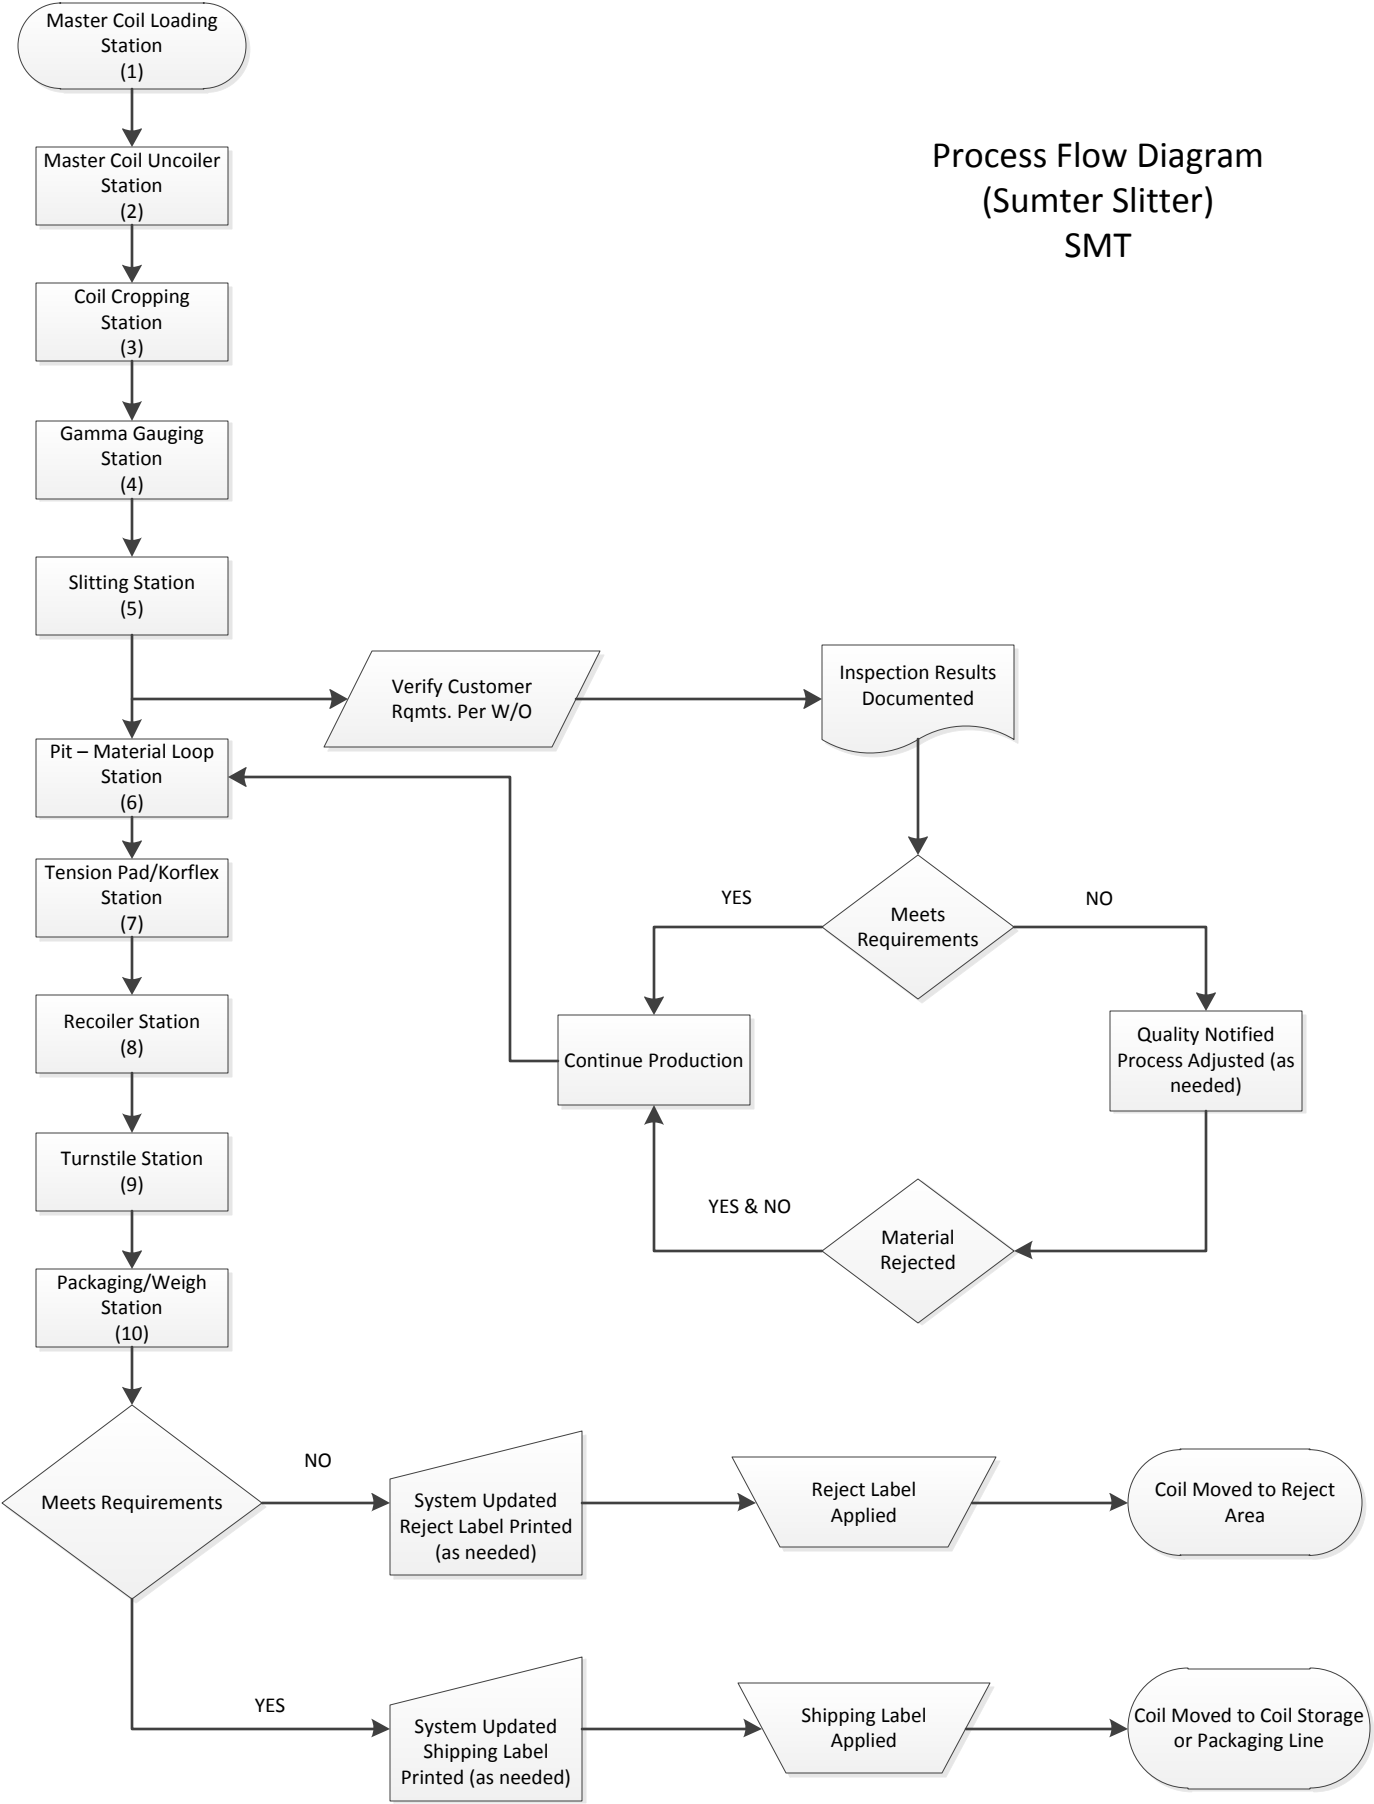 Master Coil Loading
Station
(1)
Process Flow Diagram
(Sumter Slitter)
SMT
Master Coil Uncoiler
Station
(2)
Coil Cropping
Station
(3)
Gamma Gauging
Station
(4)
Slitting Station
(5)
Verify Customer
Rqmts. Per W/O
Inspection Results
Documented
Pit – Material Loop
Station
(6)
Tension Pad/Korflex
Station
(7)
YES
Meets
Requirements
NO
Recoiler Station
(8)
Continue Production
Quality Notified
Process Adjusted (as
needed)
Turnstile Station
(9)
YES & NO
Material
Rejected
Packaging/Weigh
Station
(10)
Meets Requirements
NO
System Updated
Reject Label Printed
(as needed)
Reject Label
Applied
Coil Moved to Reject
Area
YES
System Updated
Shipping Label
Printed (as needed)
Shipping Label
Applied
Coil Moved to Coil Storage
or Packaging Line